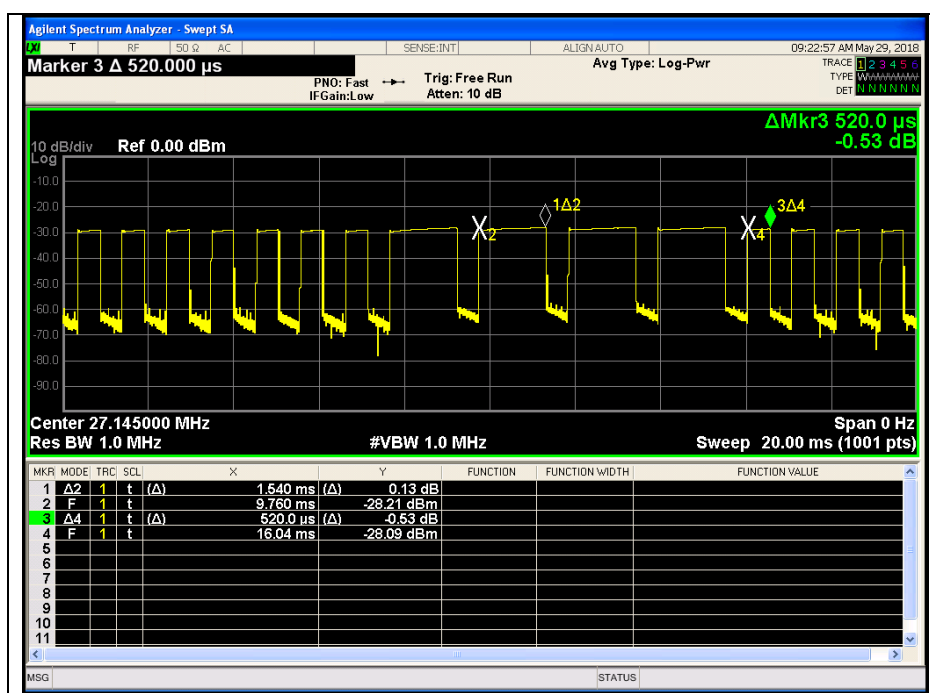 Agilent Spectrum Analyzer - Swept SA
LXI T RF 50 Ω AC SENSE:INT ALIGN AUTO 09:22:57 AM May 29, 2018
Marker 3 Δ 520.000 µs
PNO: Fast
IFGain:Low
Trig: Free Run
Atten: 10 dB
Avg Type: Log-Pwr
TRACE 1 2 3 4 5 6
TYPE W
DET N N N N N N
ΔMkr3 520.0 µs
-0.53 dB
10 dB/div Ref 0.00 dBm
Log
-10.0
-20.0
-30.0
-40.0
-50.0
-60.0
-70.0
-80.0
-90.0
X2
1Δ2
X4
3Δ4
Center 27.145000 MHz Span 0 Hz
Res BW 1.0 MHz #VBW 1.0 MHz Sweep 20.00 ms (1001 pts)
MKR MODE TRC SCL X Y FUNCTION FUNCTION WIDTH FUNCTION VALUE
1 Δ2 1 t (Δ) 1.540 ms (Δ) 0.13 dB
2 F 1 t 9.760 ms -28.21 dBm
3 Δ4 1 t (Δ) 520.0 µs (Δ) -0.53 dB
4 F 1 t 16.04 ms -28.09 dBm
5
6
7
8
9
10
11
MSG STATUS